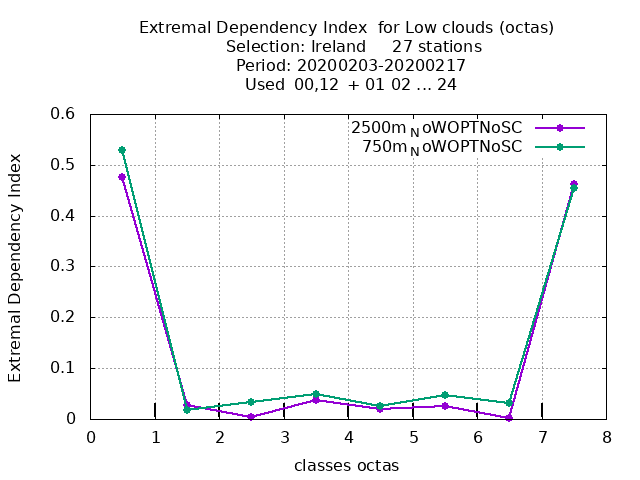 Extremal Dependency Index  for Low clouds (octas)
Selection: Ireland     27 stations
Period: 20200203-20200217
Used  00,12  + 01 02 ... 24
2500m NoWOPTNoSC
750m NoWOPTNoSC
Extremal Dependency Index
0.6
0.5
0.4
0.3
0.2
0.1
0
0 1 2 3 4 5 6 7 8
classes octas